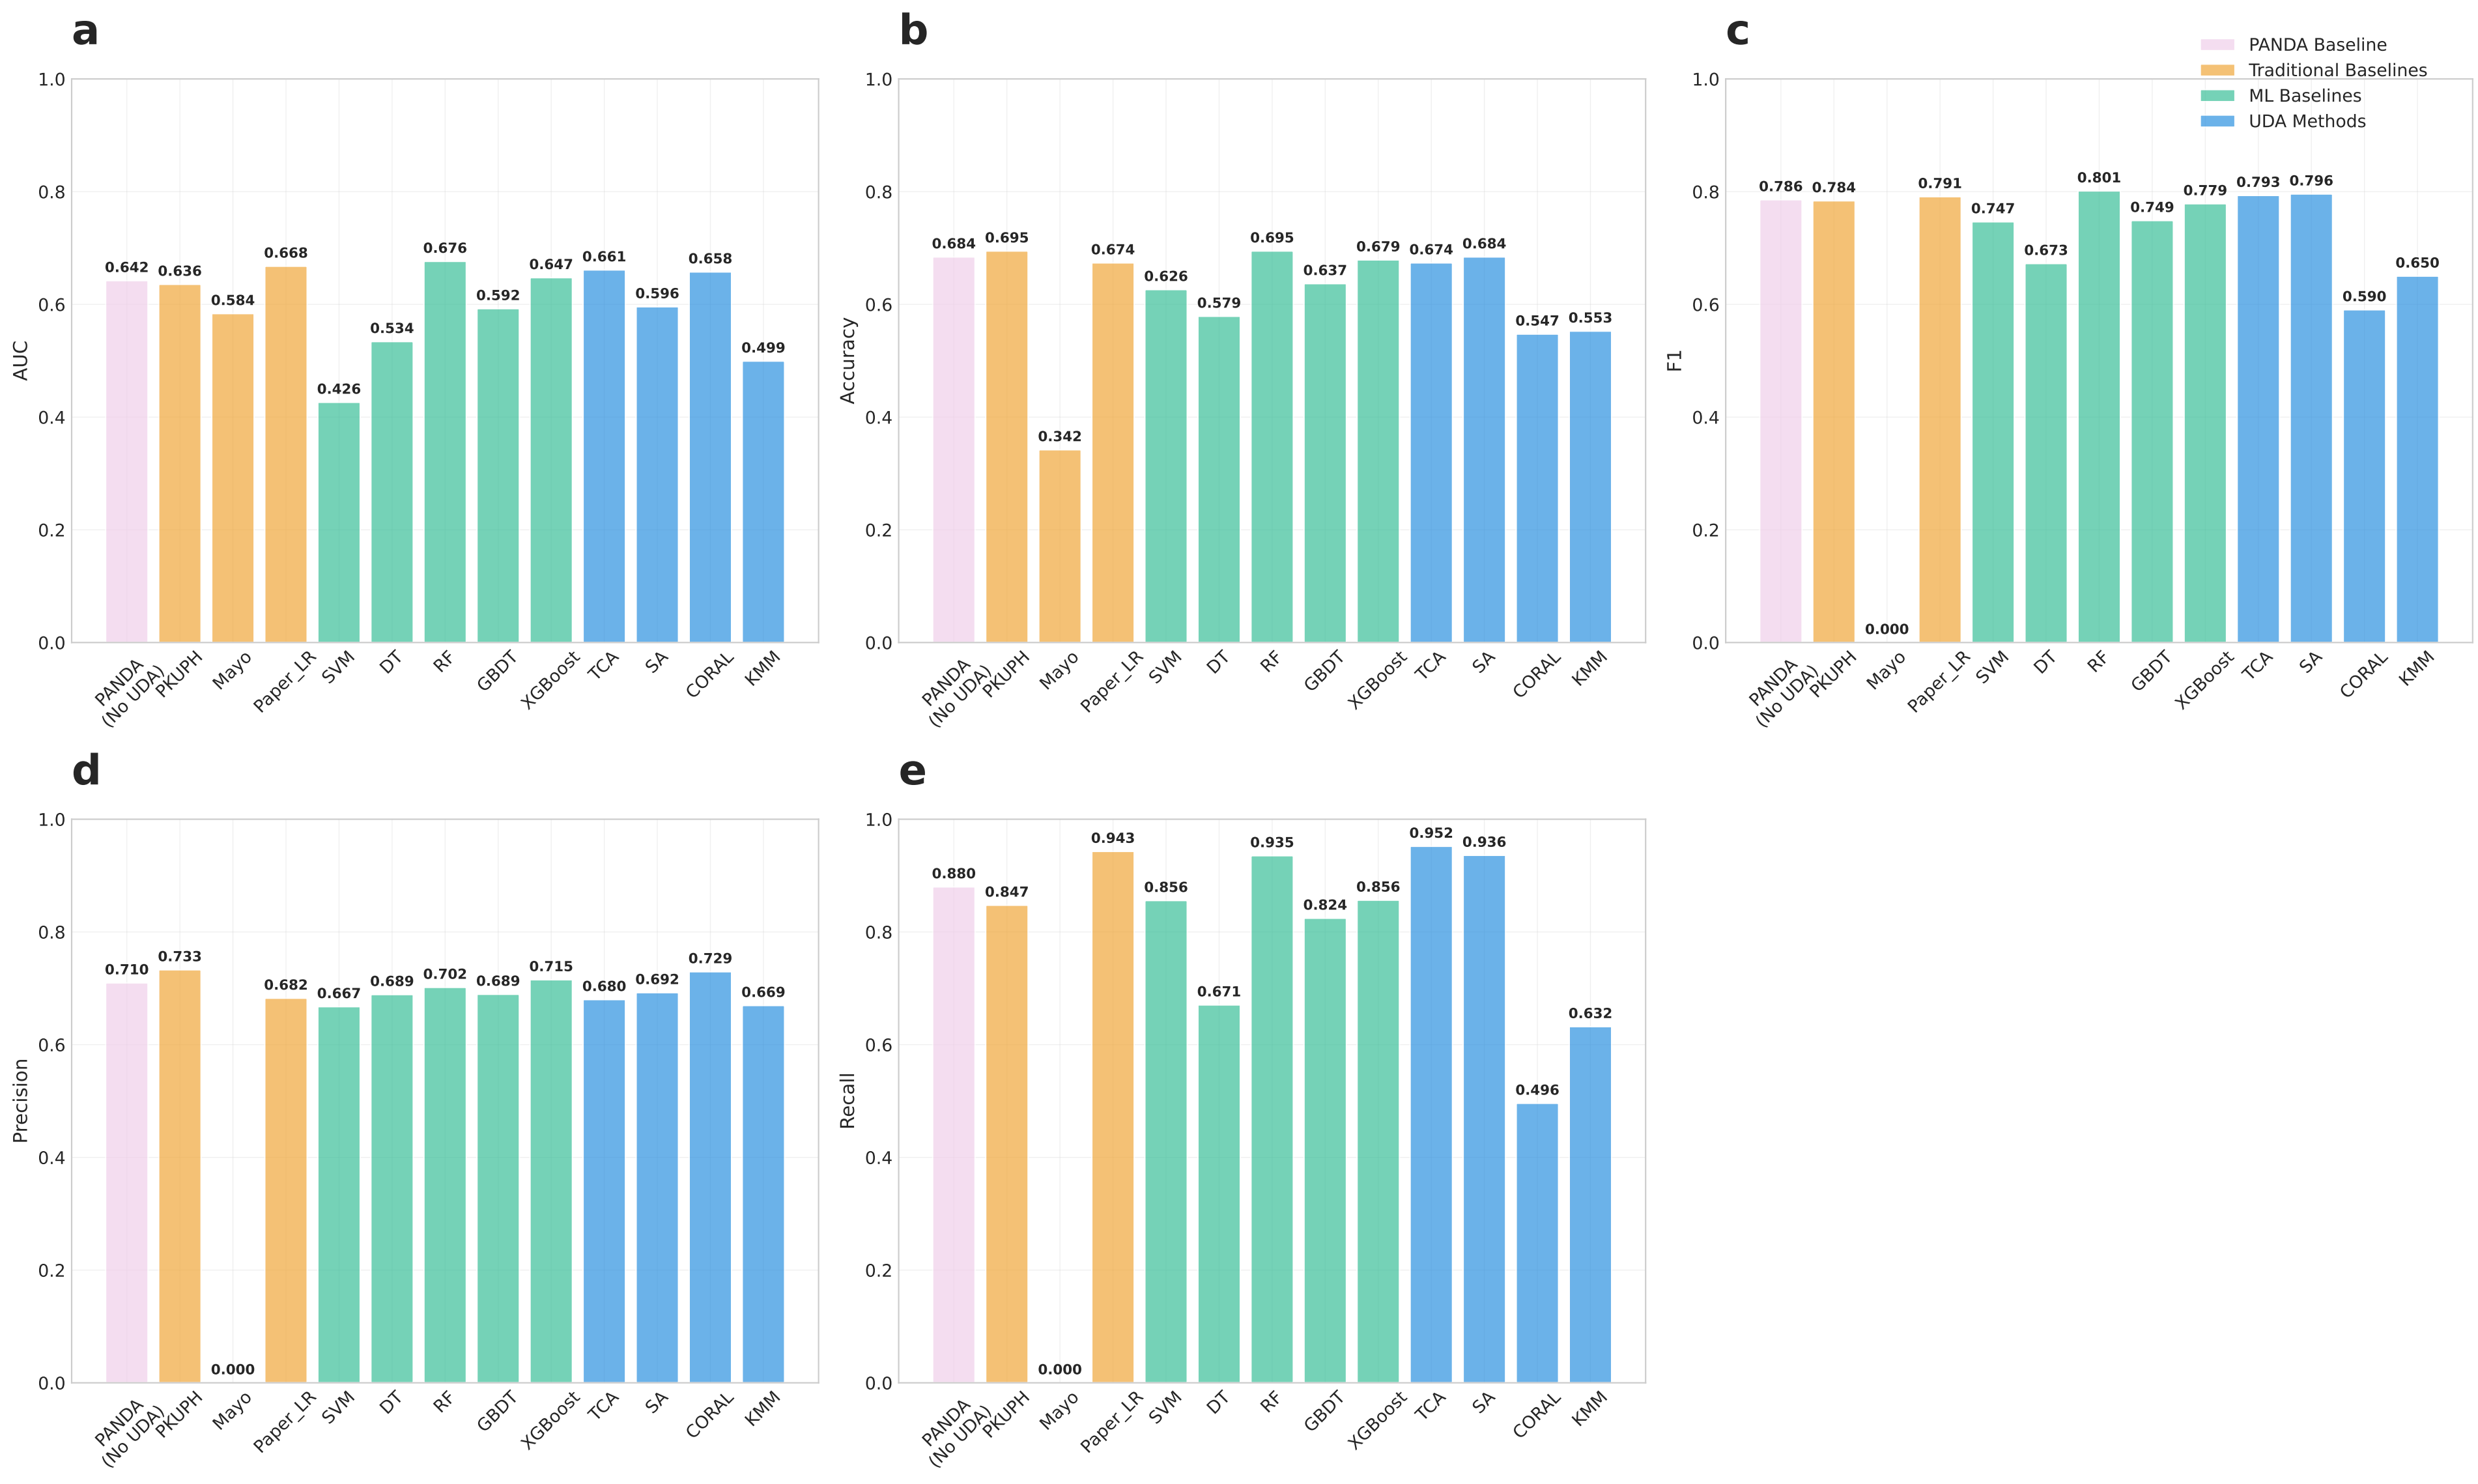 a
1.0
0.8
0.6
0.4
0.2
0.0
AUC
0.642
0.636
0.584
0.668
0.426
0.534
0.676
0.592
0.647
0.661
0.596
0.658
0.499
PANDA
(No UDA)
PKUPH
Mayo
Paper_LR
SVM
DT
RF
GBDT
XGBoost
TCA
SA
CORAL
KMM
b
1.0
0.8
0.6
0.4
0.2
0.0
Accuracy
0.684
0.695
0.342
0.674
0.626
0.579
0.695
0.637
0.679
0.674
0.684
0.547
0.553
PANDA
(No UDA)
PKUPH
Mayo
Paper_LR
SVM
DT
RF
GBDT
XGBoost
TCA
SA
CORAL
KMM
c
PANDA Baseline
Traditional Baselines
ML Baselines
UDA Methods
1.0
0.8
0.6
0.4
0.2
0.0
F1
0.786
0.784
0.000
0.791
0.747
0.673
0.801
0.749
0.779
0.793
0.796
0.590
0.650
PANDA
(No UDA)
PKUPH
Mayo
Paper_LR
SVM
DT
RF
GBDT
XGBoost
TCA
SA
CORAL
KMM
d
1.0
0.8
0.6
0.4
0.2
0.0
Precision
0.710
0.733
0.000
0.682
0.667
0.689
0.702
0.689
0.715
0.680
0.692
0.729
0.669
PANDA
(No UDA)
PKUPH
Mayo
Paper_LR
SVM
DT
RF
GBDT
XGBoost
TCA
SA
CORAL
KMM
e
1.0
0.8
0.6
0.4
0.2
0.0
Recall
0.880
0.847
0.000
0.943
0.856
0.671
0.935
0.824
0.856
0.952
0.936
0.496
0.632
PANDA
(No UDA)
PKUPH
Mayo
Paper_LR
SVM
DT
RF
GBDT
XGBoost
TCA
SA
CORAL
KMM